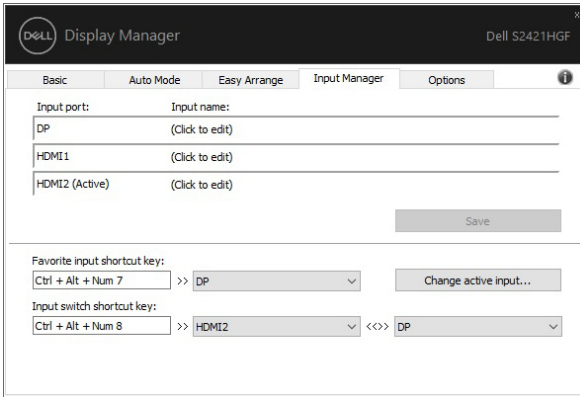 DELL Display Manager Dell S2421HGF
Basic Auto Mode Easy Arrange Input Manager Options
Input port: Input name:
DP (Click to edit)
HDMI1 (Click to edit)
HDMI2 (Active) (Click to edit)
Save
Favorite input shortcut key:
Ctrl + Alt + Num 7 >> DP Change active input...
Input switch shortcut key:
Ctrl + Alt + Num 8 >> HDMI2 <<>> DP